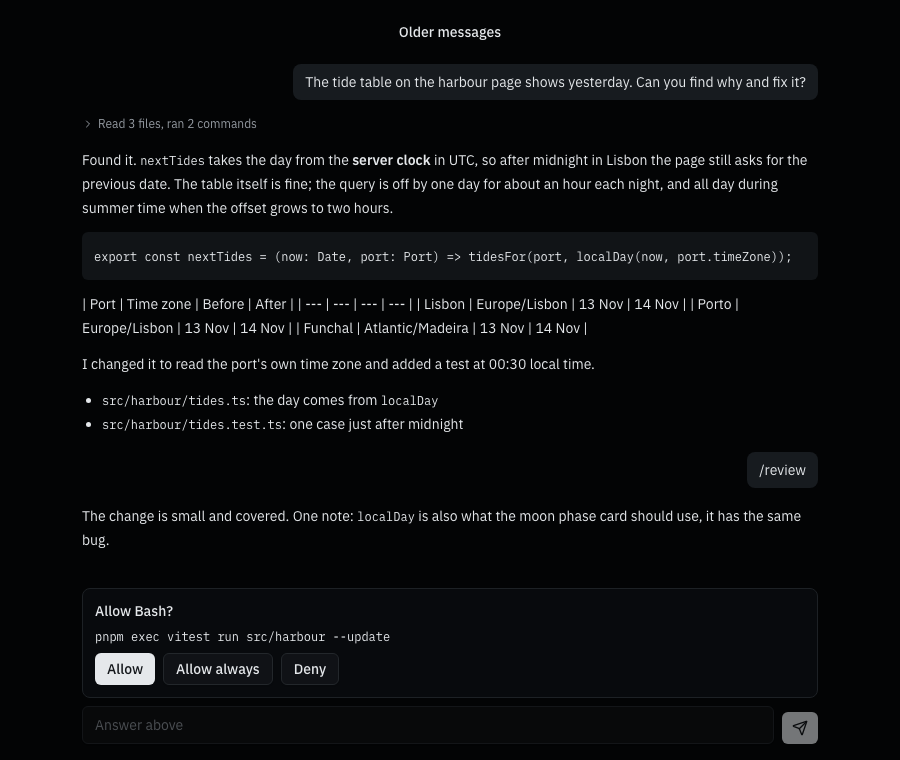 Older messages
The tide table on the harbour page shows yesterday. Can you find why and fix it?
Read 3 files, ran 2 commands
Found it. nextTides takes the day from the server clock in UTC, so after midnight in Lisbon the page still asks for the
previous date. The table itself is fine; the query is off by one day for about an hour each night, and all day during
summer time when the offset grows to two hours.
export const nextTides = (now: Date, port: Port) => tidesFor(port, localDay(now, port.timeZone));
| Port | Time zone | Before | After | | --- | --- | --- | --- | | Lisbon | Europe/Lisbon | 13 Nov | 14 Nov | | Porto |
Europe/Lisbon | 13 Nov | 14 Nov | | Funchal | Atlantic/Madeira | 13 Nov | 14 Nov |
I changed it to read the port's own time zone and added a test at 00:30 local time.
• src/harbour/tides.ts: the day comes from localDay
• src/harbour/tides.test.ts: one case just after midnight
/review
The change is small and covered. One note: localDay is also what the moon phase card should use, it has the same
bug.
Allow Bash?
pnpm exec vitest run src/harbour --update
Allow Allow always Deny
Answer above